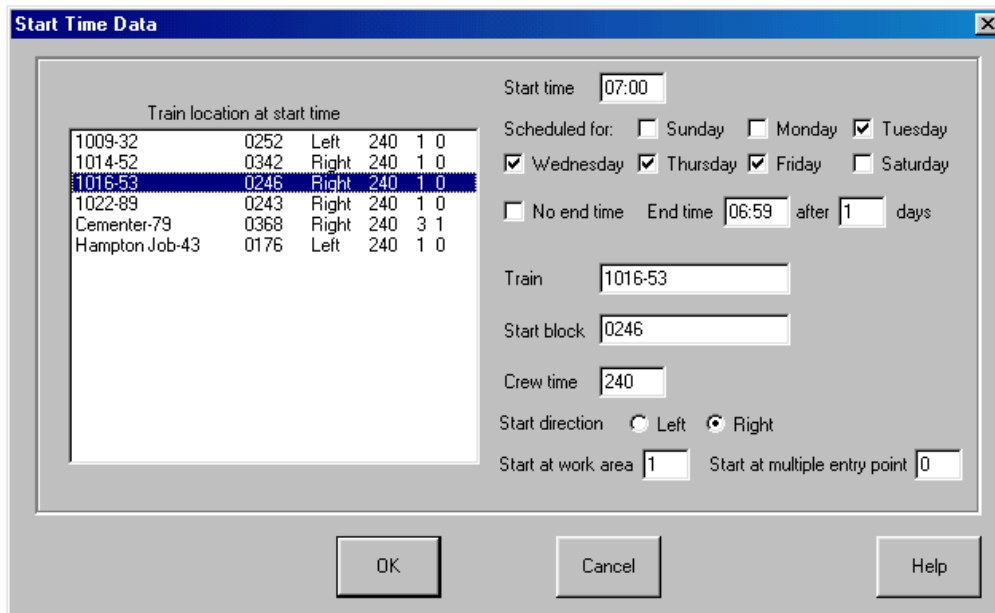 Start Time Data
Train location at start time
1009-32 0252 Left 240 1 0
1014-52 0342 Right 240 1 0
1016-53 0246 Right 240 1 0
1022-89 0243 Right 240 1 0
Cementer-79 0368 Right 240 3 1
Hampton Job-43 0176 Left 240 1 0
Start time 07:00
Scheduled for: Sunday Monday Tuesday
Wednesday Thursday Friday Saturday
No end time End time 06:59 after 1 days
Train 1016-53
Start block 0246
Crew time 240
Start direction Left Right
Start at work area 1 Start at multiple entry point 0
OK Cancel Help